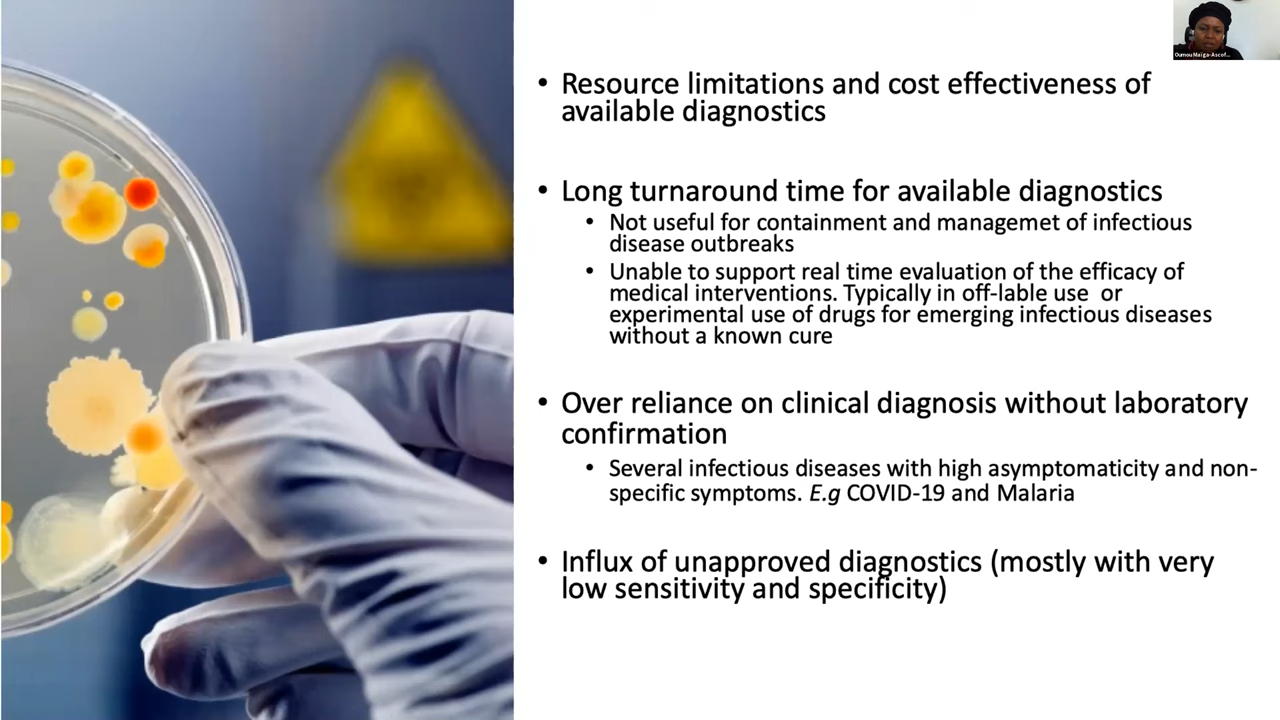 Oumou Maïga-Ascof...
• Resource limitations and cost effectiveness of
available diagnostics
• Long turnaround time for available diagnostics
• Not useful for containment and managemet of infectious
disease outbreaks
• Unable to support real time evaluation of the efficacy of
medical interventions. Typically in off-lable use or
experimental use of drugs for emerging infectious diseases
without a known cure
• Over reliance on clinical diagnosis without laboratory
confirmation
• Several infectious diseases with high asymptomaticity and non-
specific symptoms. E.g COVID-19 and Malaria
• Influx of unapproved diagnostics (mostly with very
low sensitivity and specificity)